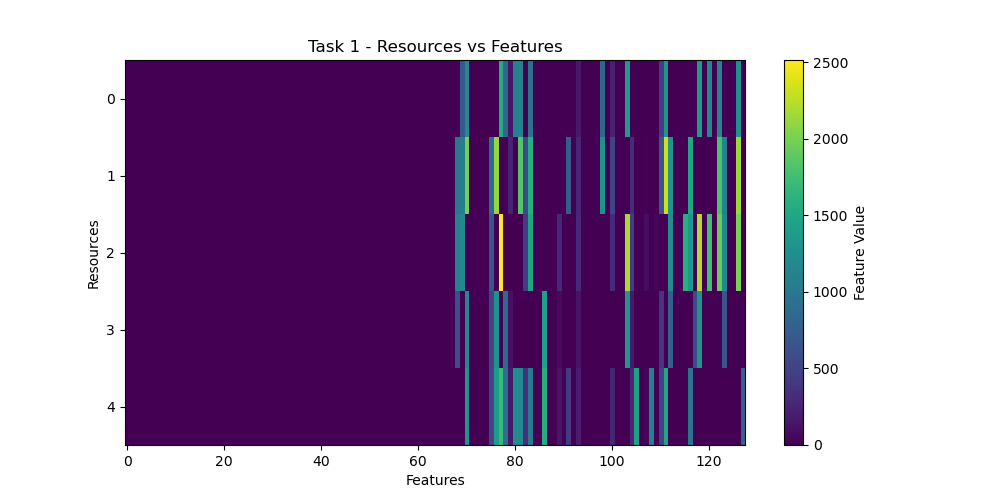 Task 1 - Resources vs Features
0
1
2
3
4
Resources
0 20 40 60 80 100 120
Features
2500
2000
1500
1000
500
0
Feature Value